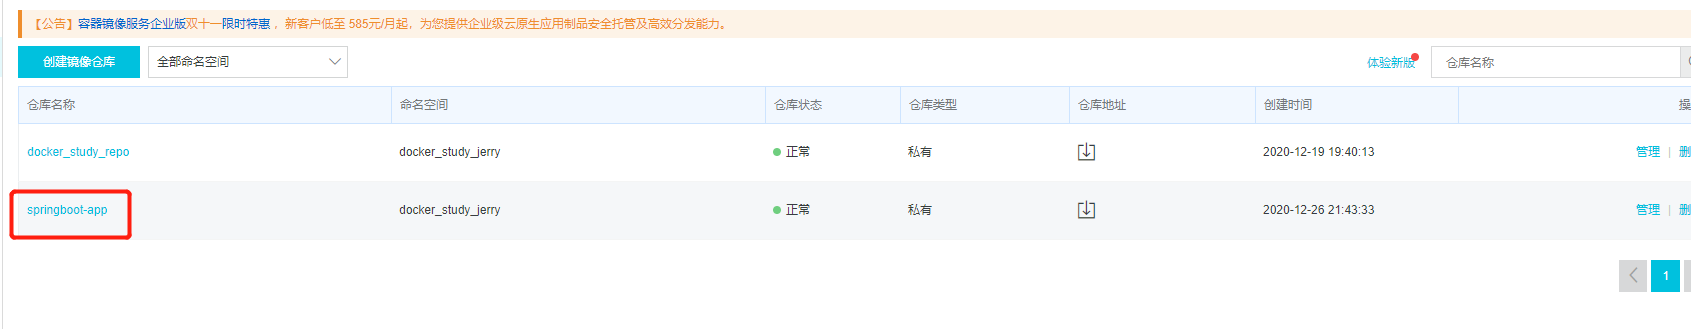 【公告】容器镜像服务企业版双十一限时特惠，新客户低至 585元/月起，为您提供企业级云原生应用制品安全托管及高效分发能力。
创建镜像仓库 全部命名空间 体验新版 仓库名称
仓库名称 命名空间 仓库状态 仓库类型 仓库地址 创建时间 操
docker_study_repo docker_study_jerry 正常 私有 2020-12-19 19:40:13 管理 | 删
springboot-app docker_study_jerry 正常 私有 2020-12-26 21:43:33 管理 | 删
1